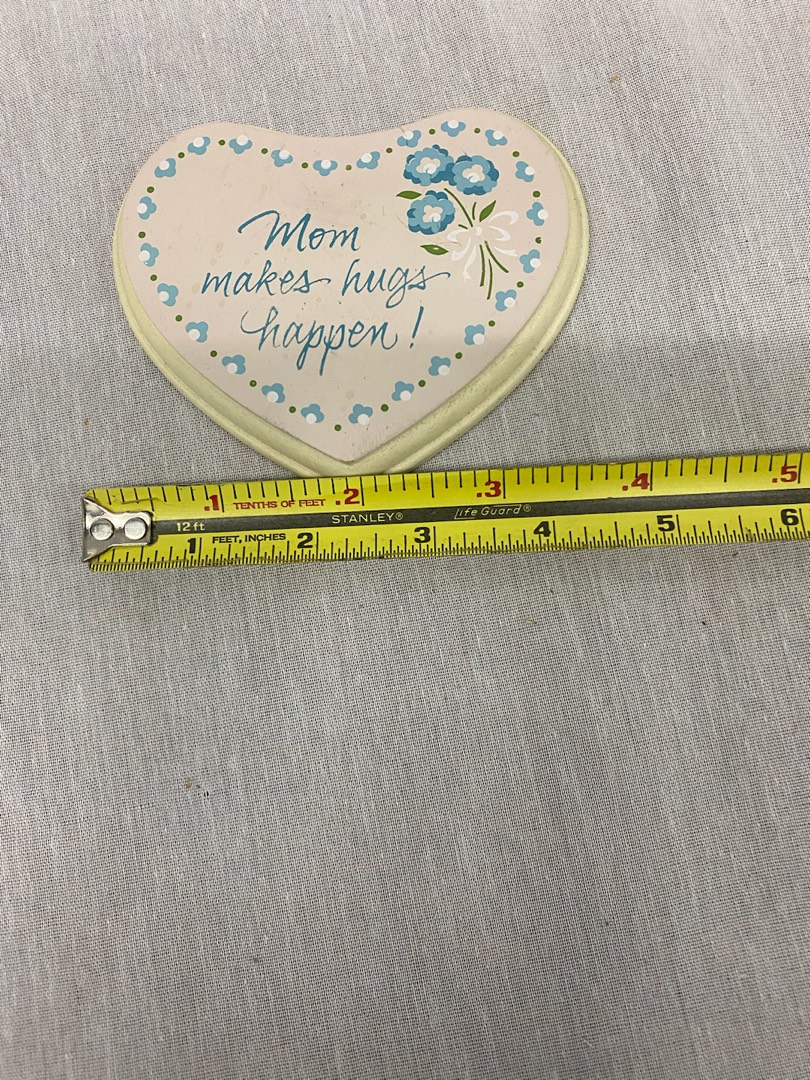 Mom
makes hugs
happen!
.1 TENTHS OF FEET .2 .3 .4 .5
12 ft STANLEY® Life Guard®
1 FEET, INCHES 2 3 4 5 6